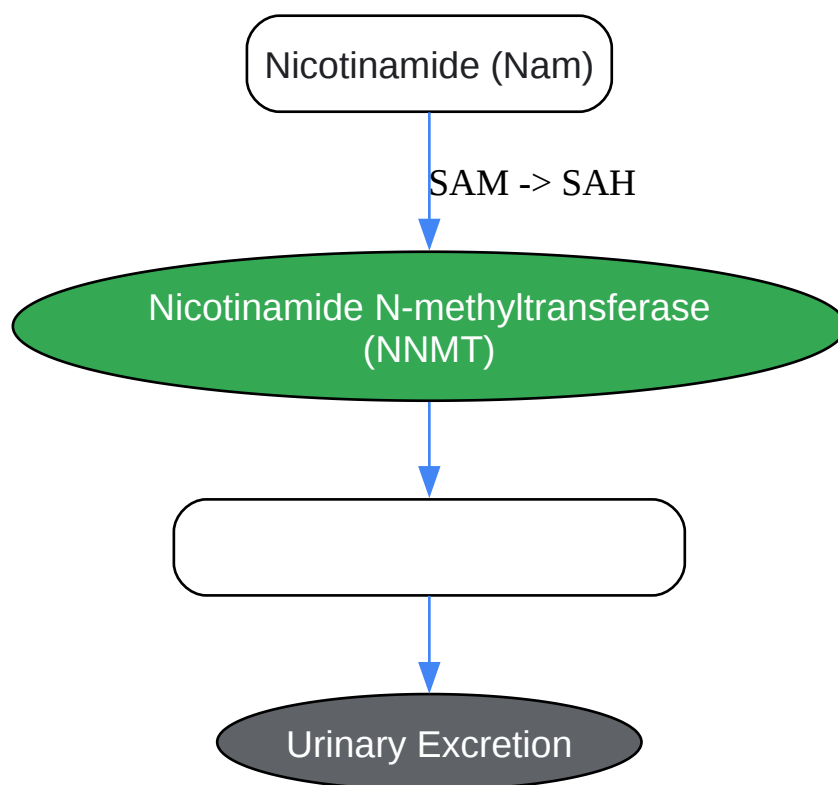 Nicotinamide (Nam)
SAM -> SAH
Nicotinamide N-methyltransferase
(NNMT)
Urinary Excretion